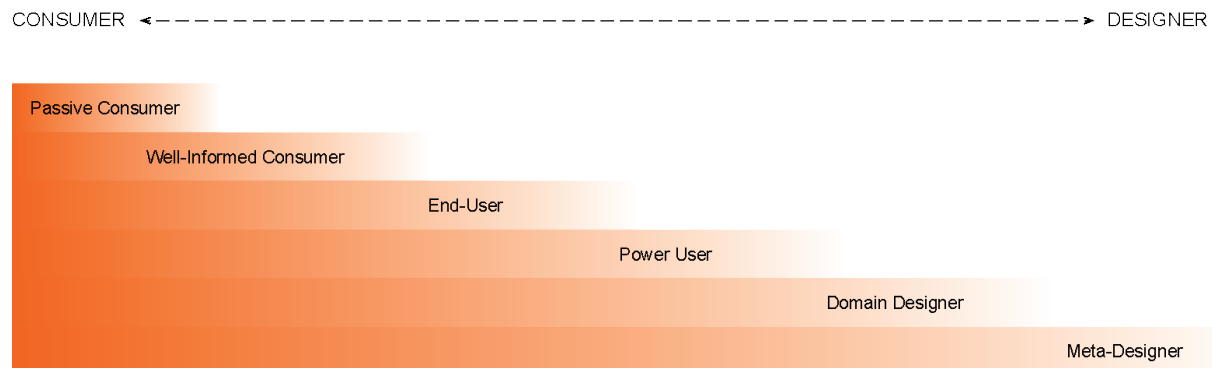 CONSUMER DESIGNER
Passive Consumer
Well-Informed Consumer
End-User
Power User
Domain Designer
Meta-Designer